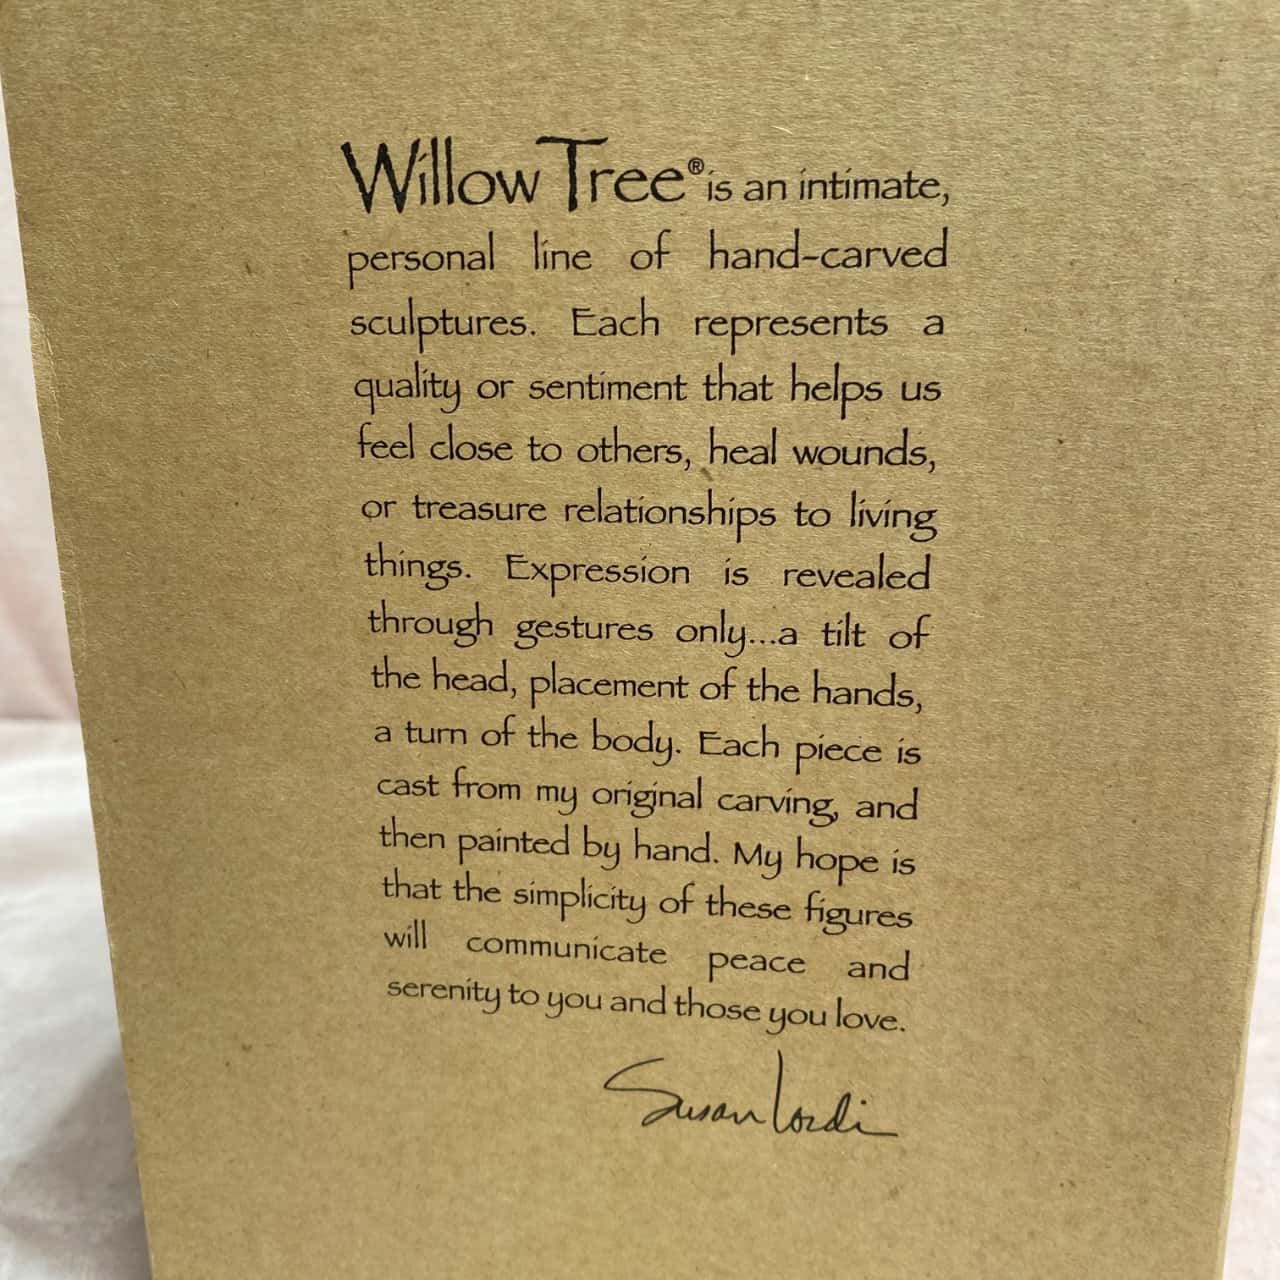 Willow Tree® is an intimate,
personal line of hand-carved
sculptures. Each represents a
quality or sentiment that helps us
feel close to others, heal wounds,
or treasure relationships to living
things. Expression is revealed
through gestures only...a tilt of
the head, placement of the hands,
a turn of the body. Each piece is
cast from my original carving, and
then painted by hand. My hope is
that the simplicity of these figures
will communicate peace and
serenity to you and those you love.
Susan Lordi